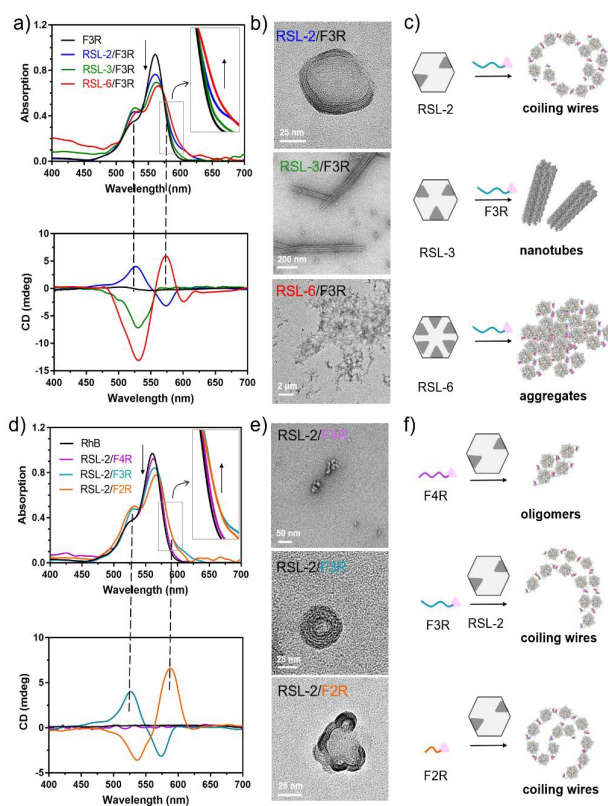 a)
F3R
RSL-2/F3R
RSL-3/F3R
RSL-6/F3R
Absorption
1.2
0.8
0.4
0.0
400 450 500 550 600 650 700
Wavelength (nm)
CD (mdeg)
10
5
0
-5
-10
-15
400 450 500 550 600 650 700
Wavelength (nm)
b)
RSL-2/F3R
25 nm
RSL-3/F3R
200 nm
RSL-6/F3R
2 μm
c)
RSL-2
coiling wires
F3R
RSL-3
nanotubes
RSL-6
aggregates
d)
RhB
RSL-2/F4R
RSL-2/F3R
RSL-2/F2R
Absorption
1.2
0.8
0.4
0.0
400 450 500 550 600 650 700
Wavelength (nm)
CD (mdeg)
10
5
0
-5
400 450 500 550 600 650 700
Wavelength (nm)
e)
RSL-2/F4R
50 nm
RSL-2/F3R
25 nm
RSL-2/F2R
25 nm
f)
F4R
oligomers
F3R
RSL-2
coiling wires
F2R
coiling wires